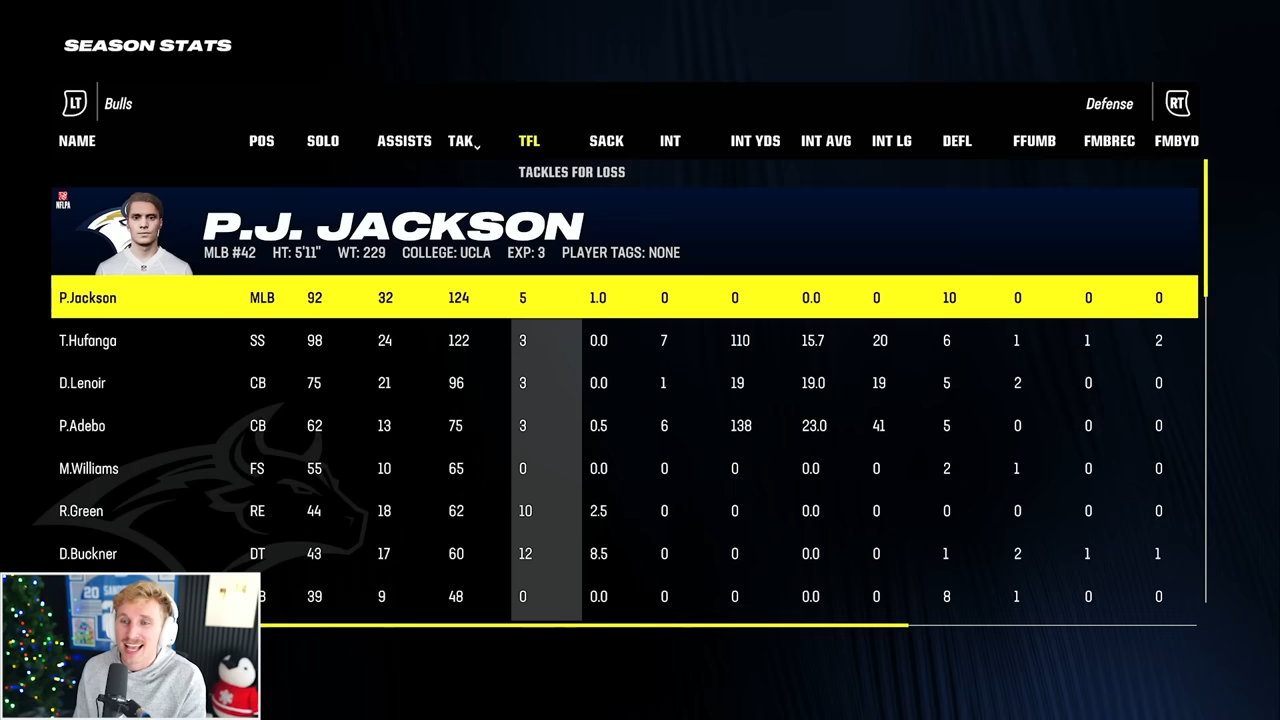 SEASON STATS
LT Bulls Defense RT
NAME POS SOLO ASSISTS TAK TFL SACK INT INT YDS INT AVG INT LG DEFL FFUMB FMBREC FMBYD
TACKLES FOR LOSS
NFLPA
P.J. JACKSON
MLB #42 HT: 5'11" WT: 229 COLLEGE: UCLA EXP: 3 PLAYER TAGS: NONE
P.Jackson MLB 92 32 124 5 1.0 0 0 0.0 0 10 0 0 0
T.Hufanga SS 98 24 122 3 0.0 7 110 15.7 20 6 1 1 2
D.Lenoir CB 75 21 96 3 0.0 1 19 19.0 19 5 2 0 0
P.Adebo CB 62 13 75 3 0.5 6 138 23.0 41 5 0 0 0
M.Williams FS 55 10 65 0 0.0 0 0 0.0 0 2 1 0 0
R.Green RE 44 18 62 10 2.5 0 0 0.0 0 0 0 0 0
D.Buckner DT 43 17 60 12 8.5 0 0 0.0 0 1 2 1 1
39 9 48 0 0.0 0 0 0.0 0 8 1 0 0
20